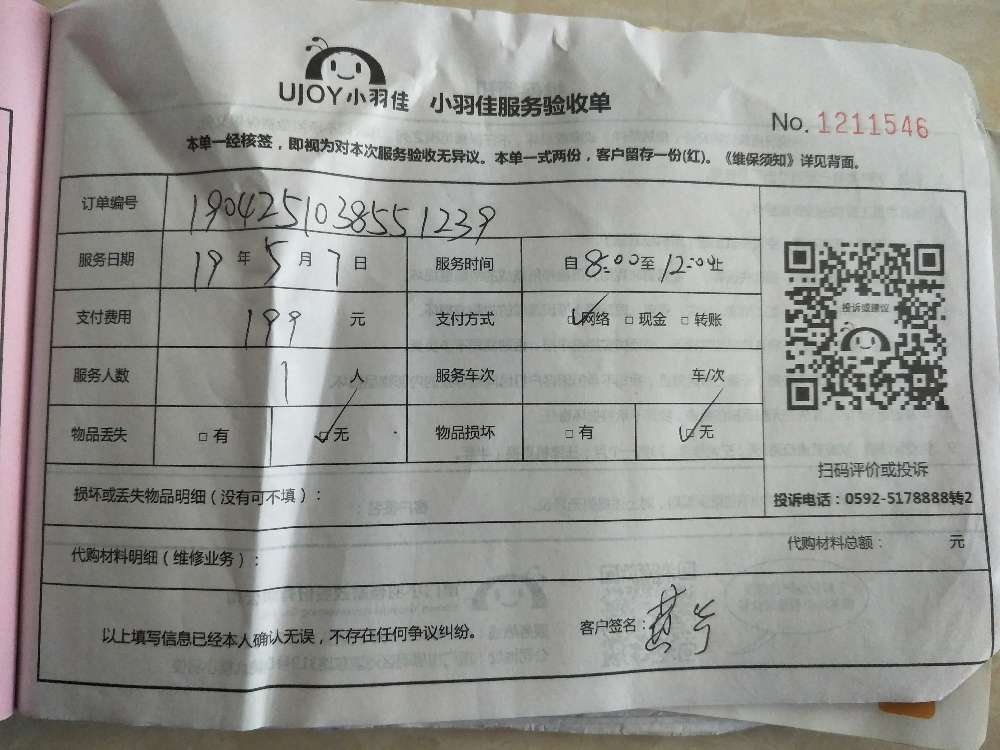 UJOY小羽佳 小羽佳服务验收单
No. 1211546
本单一经核签，即视为对本次服务验收无异议。本单一式两份，客户留存一份(红)。《维保须知》详见背面。
订单编号 190425103855 1239
服务日期 19 年 5 月 7 日 服务时间 自 8:00 至 12:00 止
支付费用 199 元 支付方式 ☑网络 □现金 □转账
投诉或建议
服务人数 1 人 服务车次 车/次
物品丢失 □有 ☑无 物品损坏 □有 ☑无
扫码评价或投诉
损坏或丢失物品明细（没有可不填）：
投诉电话：0592-5178888转2
代购材料明细（维修业务）： 代购材料总额： 元
以上填写信息已经本人确认无误，不存在任何争议纠纷。 客户签名：